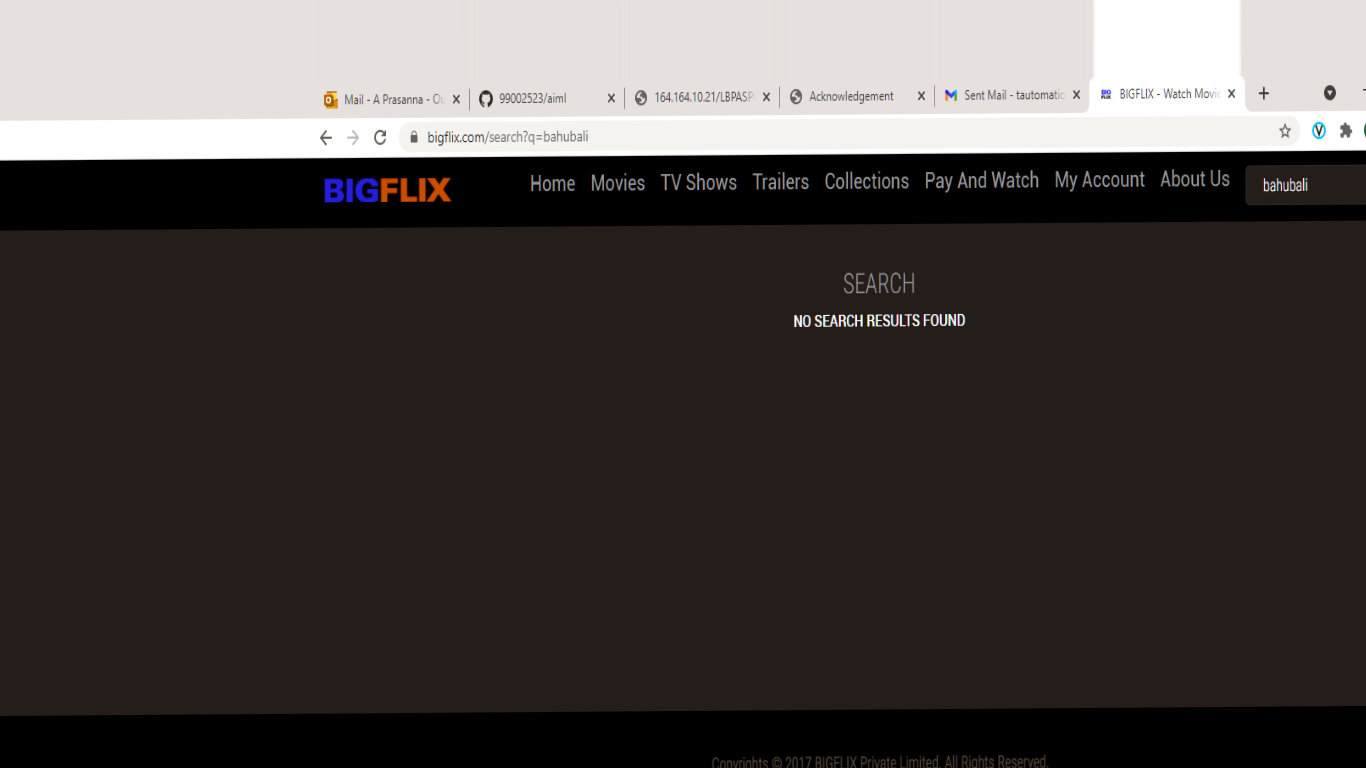 Mail - A Prasanna - Ou
99002523/aiml
164.164.10.21/LBPASP
Acknowledgement
Sent Mail - tautomatio
BIGFLIX - Watch Movie
bigflix.com/search?q=bahubali
BIGFLIX
Home Movies TV Shows Trailers Collections Pay And Watch My Account About Us
bahubali
SEARCH
NO SEARCH RESULTS FOUND
Copyrights © 2017 BIGFLIX Private Limited. All Rights Reserved.